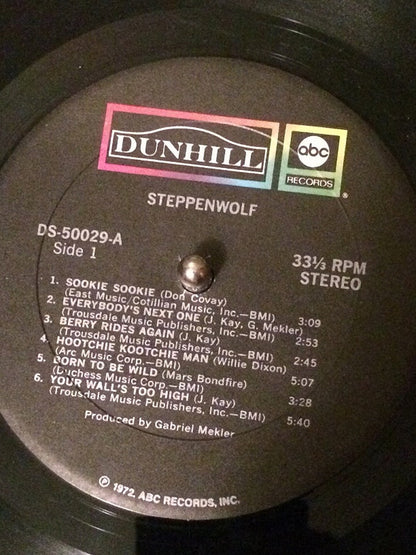 DUNHILL
abc
RECORDS
®
STEPPENWOLF
DS-50029-A
Side 1
33⅓ RPM
STEREO
1. SOOKIE SOOKIE (Don Covay)
(East Music/Cotillian Music, Inc.—BMI) 3:09
2. EVERYBODY'S NEXT ONE (J. Kay, G. Mekler)
(Trousdale Music Publishers, Inc.—BMI) 2:53
3. BERRY RIDES AGAIN (J. Kay)
(Trousdale Music Publishers, Inc.—BMI) 2:45
4. HOOTCHIE KOOTCHIE MAN (Willie Dixon)
(Arc Music Corp.—BMI) 5:07
5. BORN TO BE WILD (Mars Bondfire)
(Duchess Music Corp.—BMI) 3:28
6. YOUR WALL'S TOO HIGH (J. Kay)
(Trousdale Music Publishers, Inc.—BMI) 5:40
Produced by Gabriel Mekler
℗ 1972, ABC RECORDS, INC.